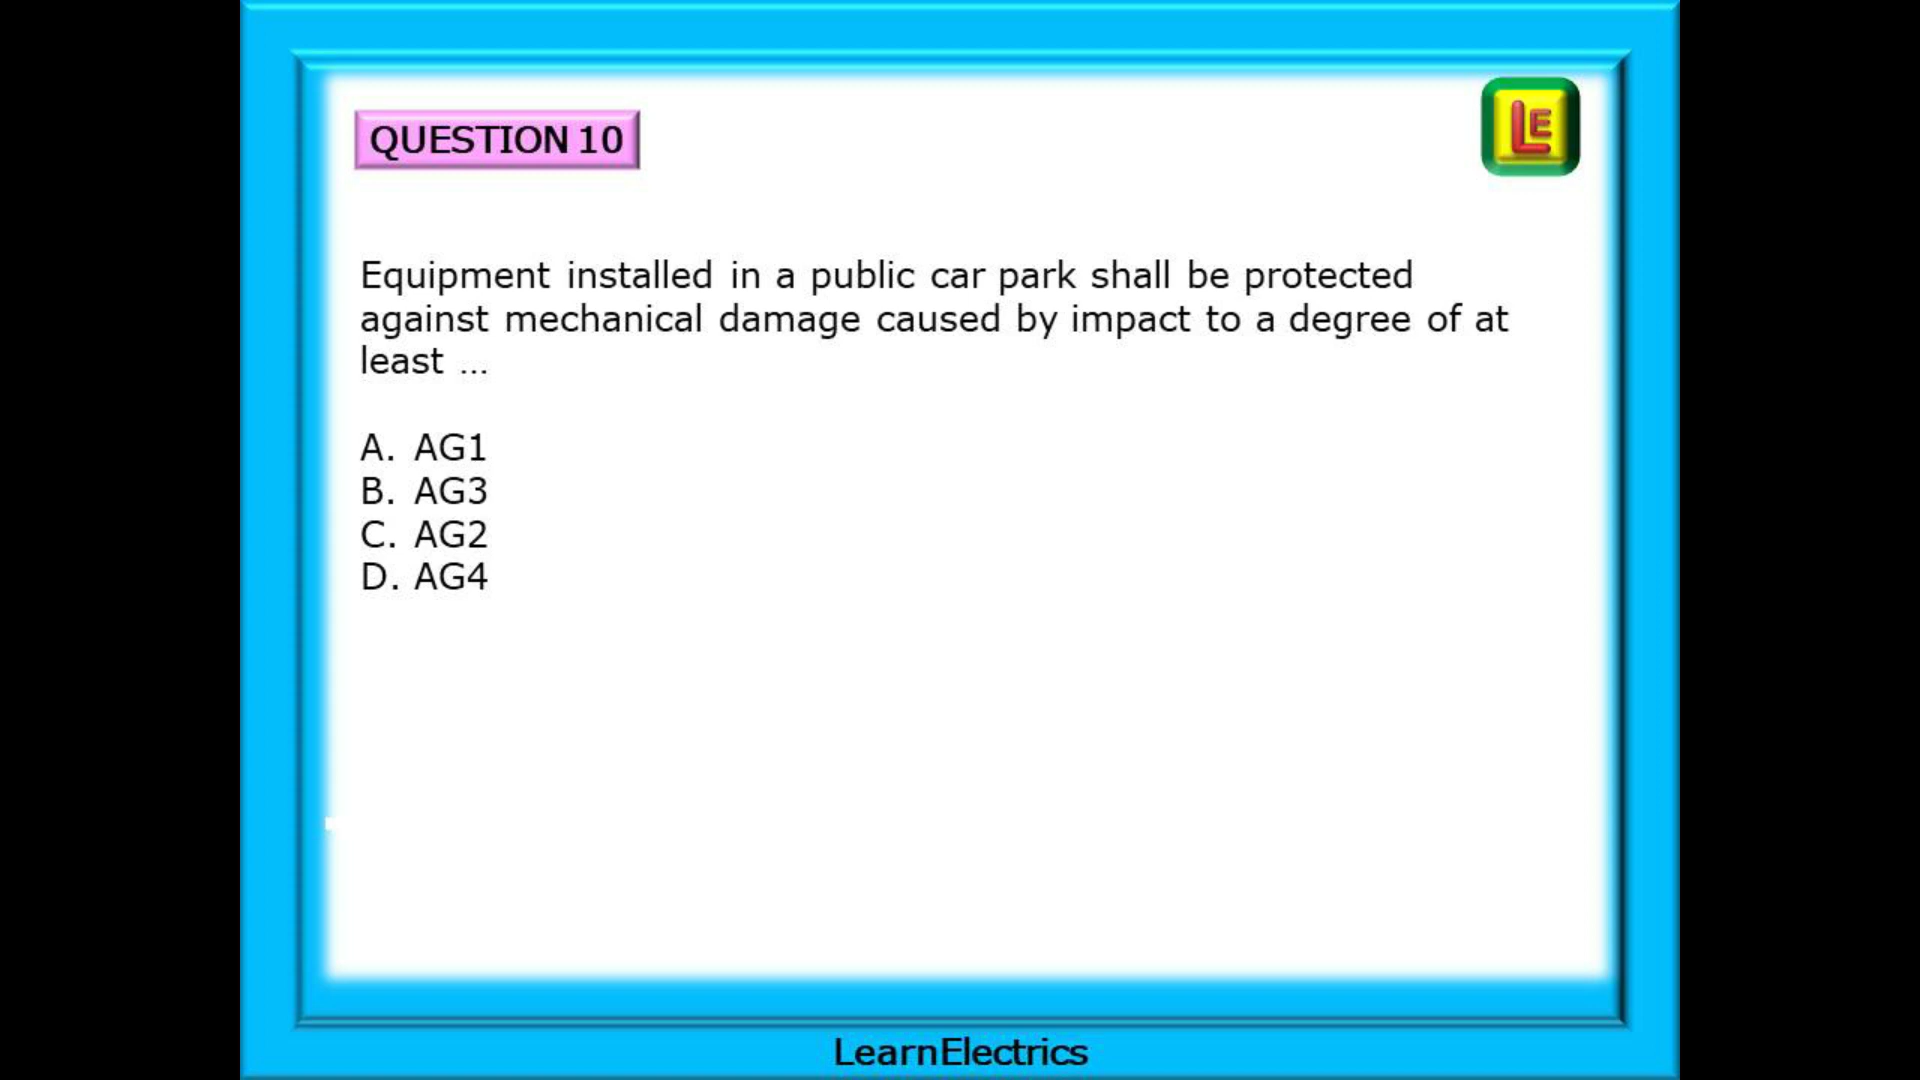 QUESTION 10
LE
Equipment installed in a public car park shall be protected
against mechanical damage caused by impact to a degree of at
least ...
A. AG1
B. AG3
C. AG2
D. AG4
LearnElectrics